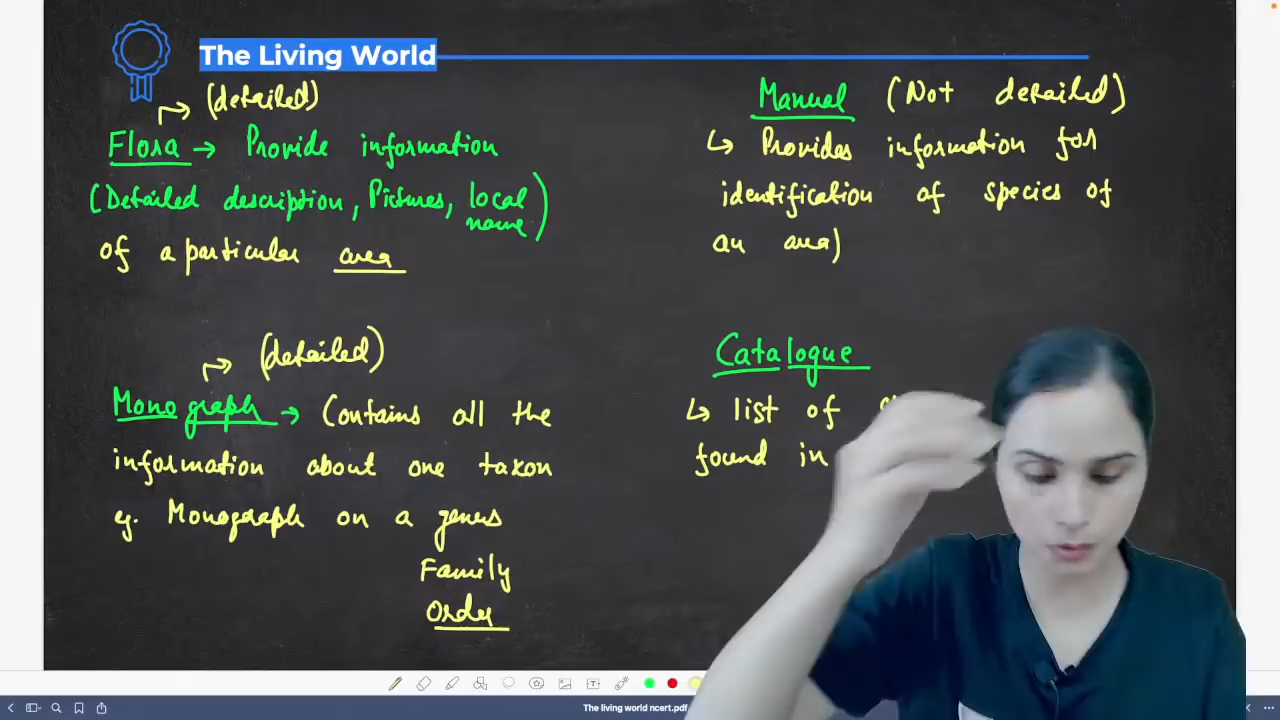 The Living World
(detailed)
Flora → Provide information
(Detailed description, Pictures, local name)
of a particular area
(detailed)
Monograph → Contains all the
information about one taxon
eg. Monograph on a genus
Family
Order
Manual (Not detailed)
↳ Provides information for
identification of species of
an area)
Catalogue
↳ list of
found in
The living world ncert.pdf